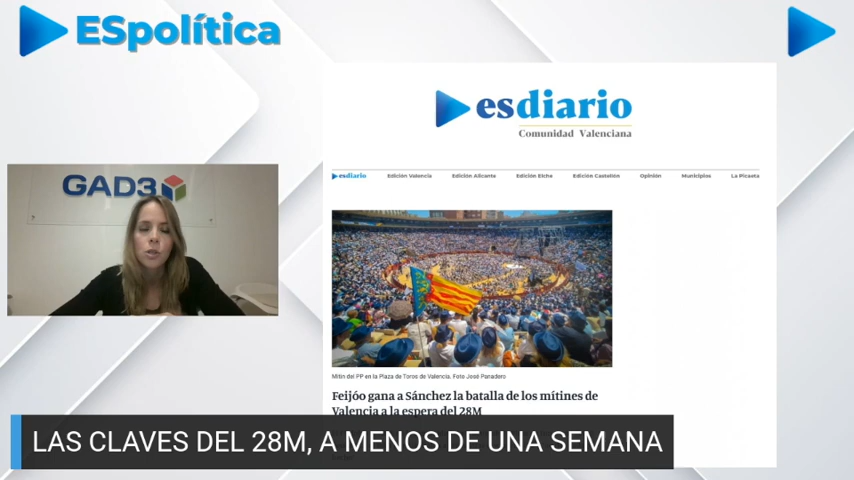 ESpolítica
esdiario
Comunidad Valenciana
esdiario Edición Valencia Edición Alicante Edición Elche Edición Castellón Opinión Municipios La Picaeta
GAD3
Mitin del PP en la Plaza de Toros de Valencia. Foto José Panadero
Feijóo gana a Sánchez la batalla de los mítines de
Valencia a la espera del 28M
LAS CLAVES DEL 28M, A MENOS DE UNA SEMANA